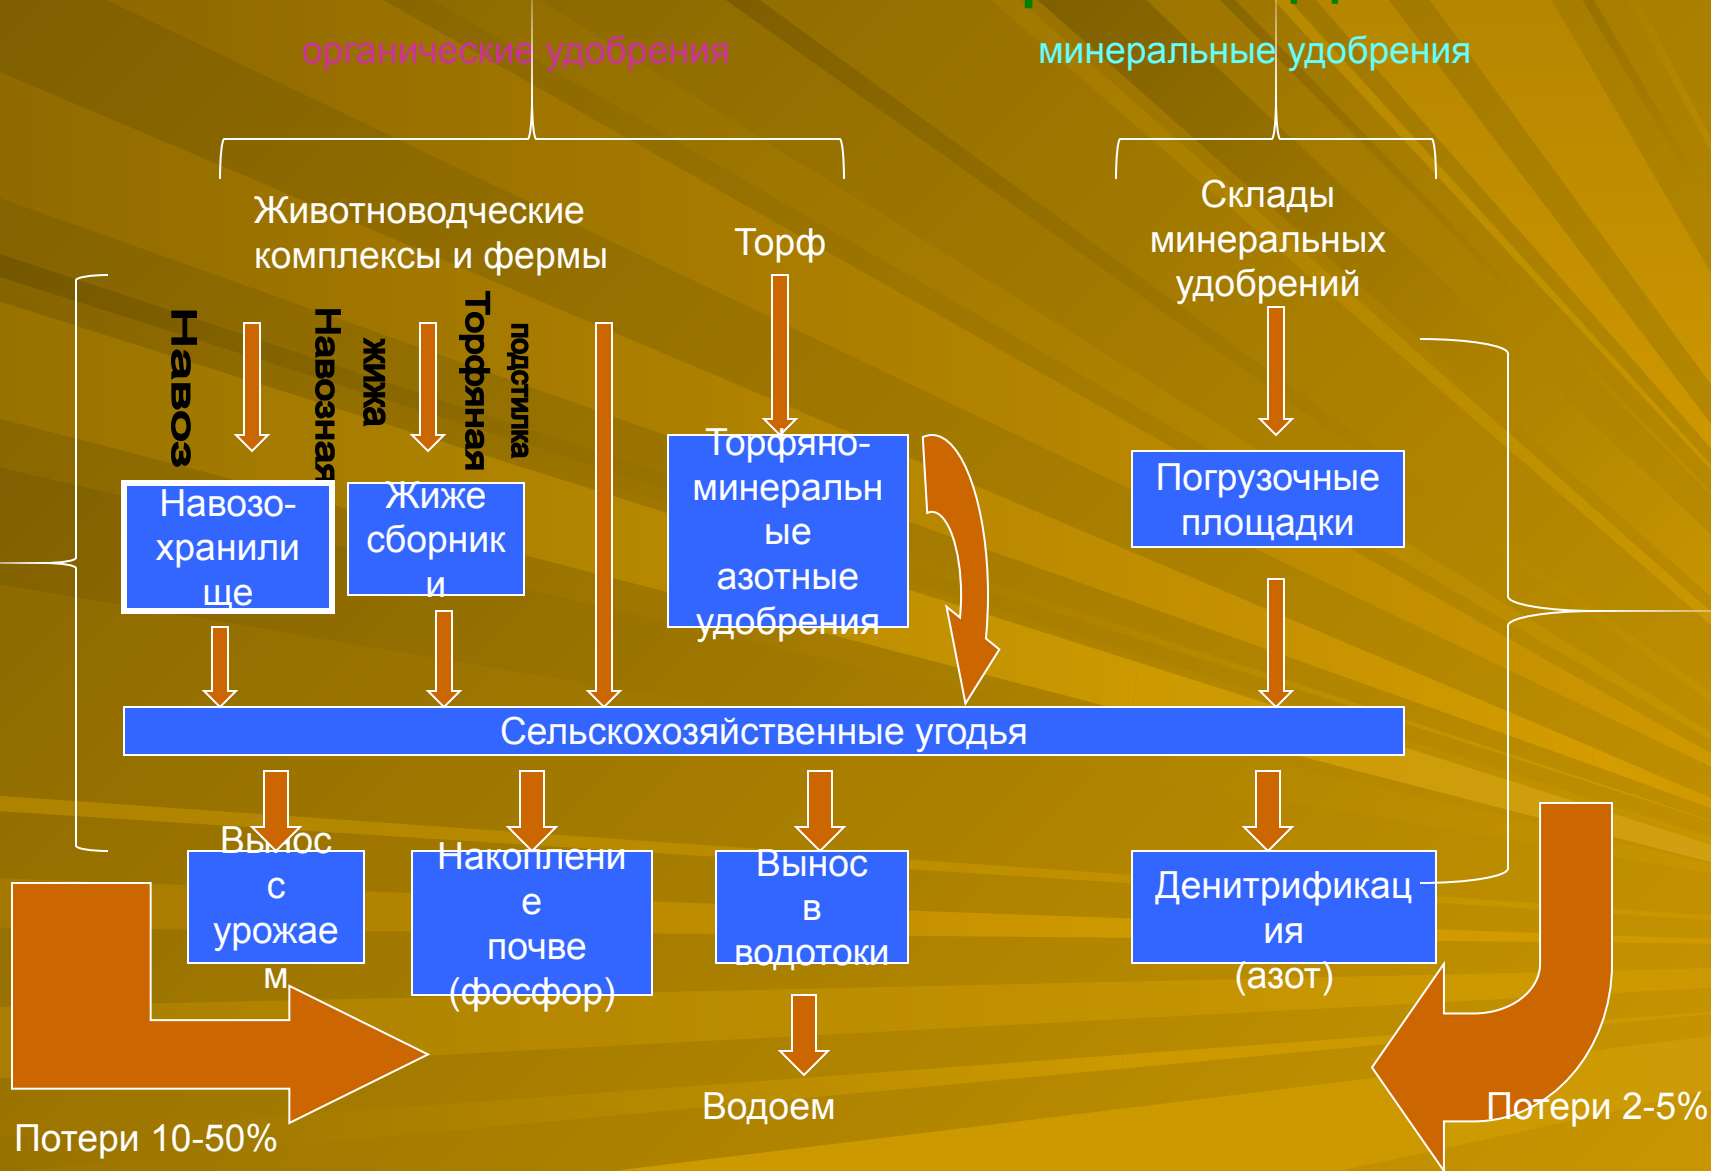 органические удобрения
минеральные удобрения
Животноводческие
комплексы и фермы
Торф
Склады
минеральных
удобрений
Навоз
Навозная
жижа
Торфяная
подстилка
Навозо-
хранили
ще
Жиже
сборник
и
Торфяно-
минеральн
ые
азотные
удобрения
Погрузочные
площадки
Сельскохозяйственные угодья
Вынос
с
урожае
м
Накоплени
е
почве
(фосфор)
Вынос
в
водотоки
Денитрификац
ия
(азот)
Водоем
Потери 10-50%
Потери 2-5%